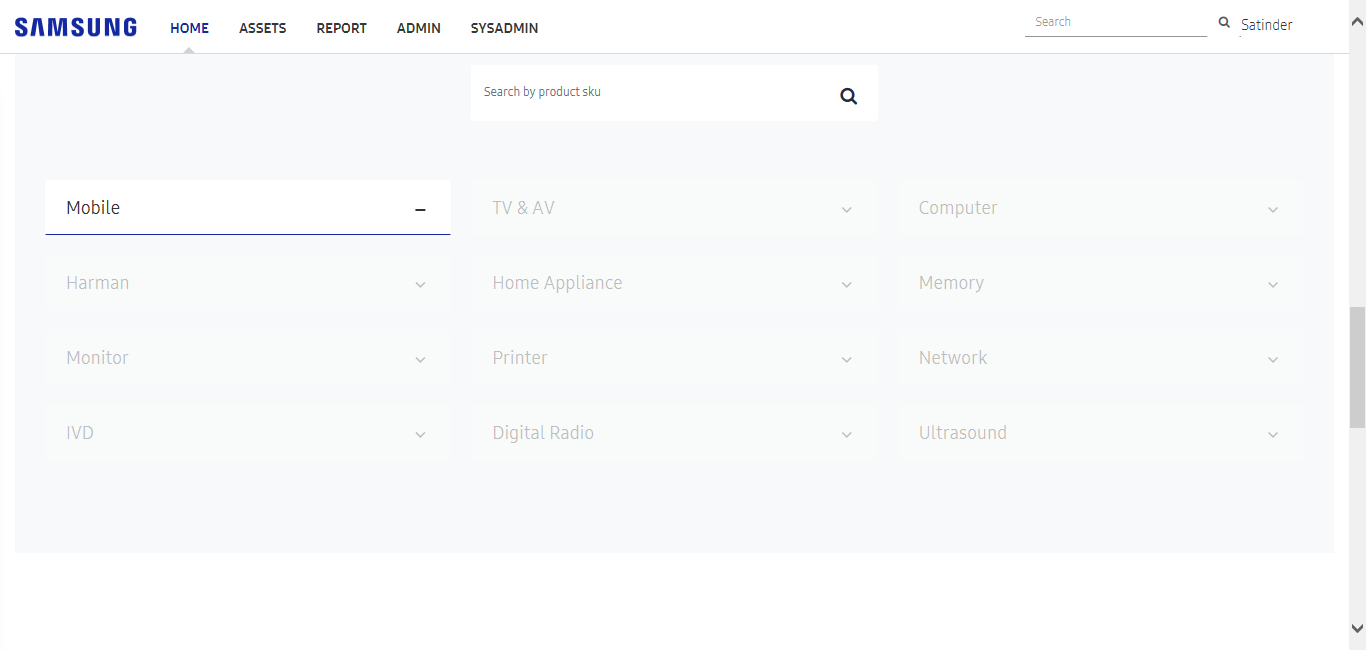 SAMSUNG HOME ASSETS REPORT ADMIN SYSADMIN Search Satinder
Search by product sku
Mobile TV & AV Computer
Harman Home Appliance Memory
Monitor Printer Network
IVD Digital Radio Ultrasound